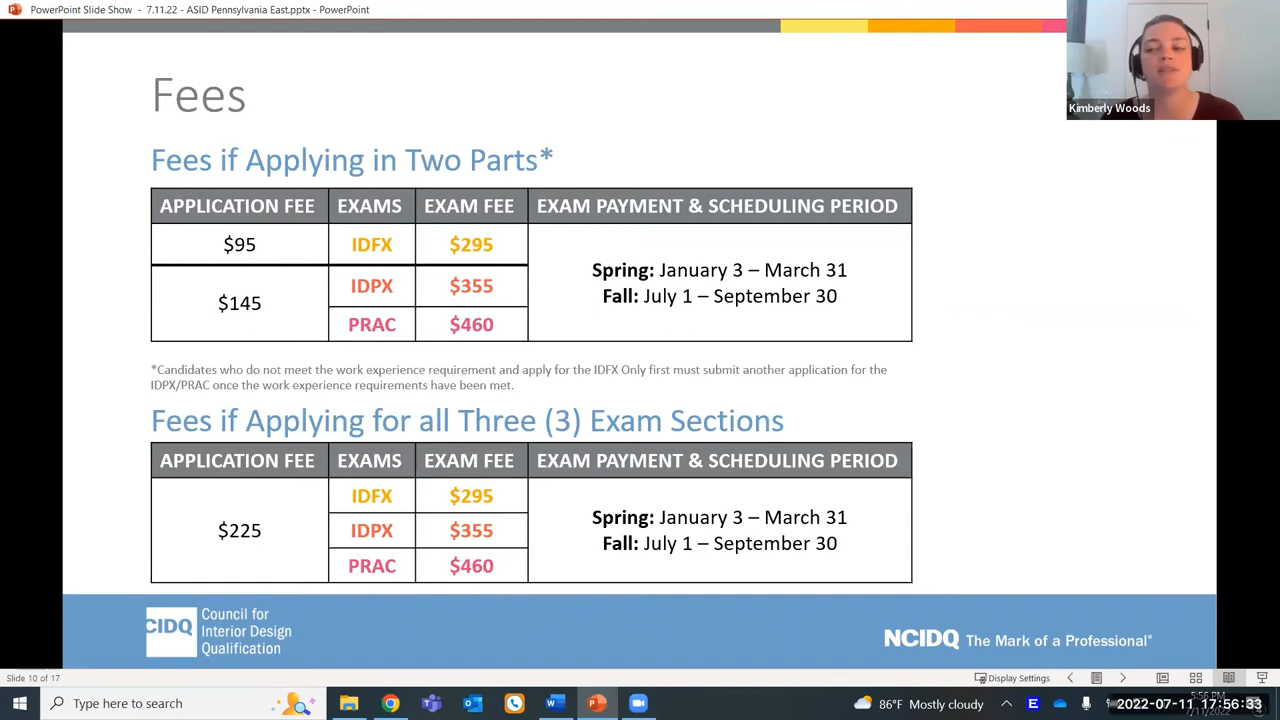 PowerPoint Slide Show - 7.11.22 - ASID Pennsylvania East.pptx - PowerPoint
Kimberly Woods
Fees
Fees if Applying in Two Parts*
APPLICATION FEE EXAMS EXAM FEE EXAM PAYMENT & SCHEDULING PERIOD
$95 IDFX $295
$145 IDPX $355
PRAC $460
Spring: January 3 – March 31
Fall: July 1 – September 30
*Candidates who do not meet the work experience requirement and apply for the IDFX Only first must submit another application for the
IDPX/PRAC once the work experience requirements have been met.
Fees if Applying for all Three (3) Exam Sections
APPLICATION FEE EXAMS EXAM FEE EXAM PAYMENT & SCHEDULING PERIOD
$225
IDFX $295
IDPX $355
PRAC $460
Spring: January 3 – March 31
Fall: July 1 – September 30
CIDQ
Council for
Interior Design
Qualification
NCIDQ The Mark of a Professional®
Slide 10 of 17
Display Settings
Type here to search
86°F Mostly cloudy
5:56 PM
7/11/2022
2022-07-11 17:56:33